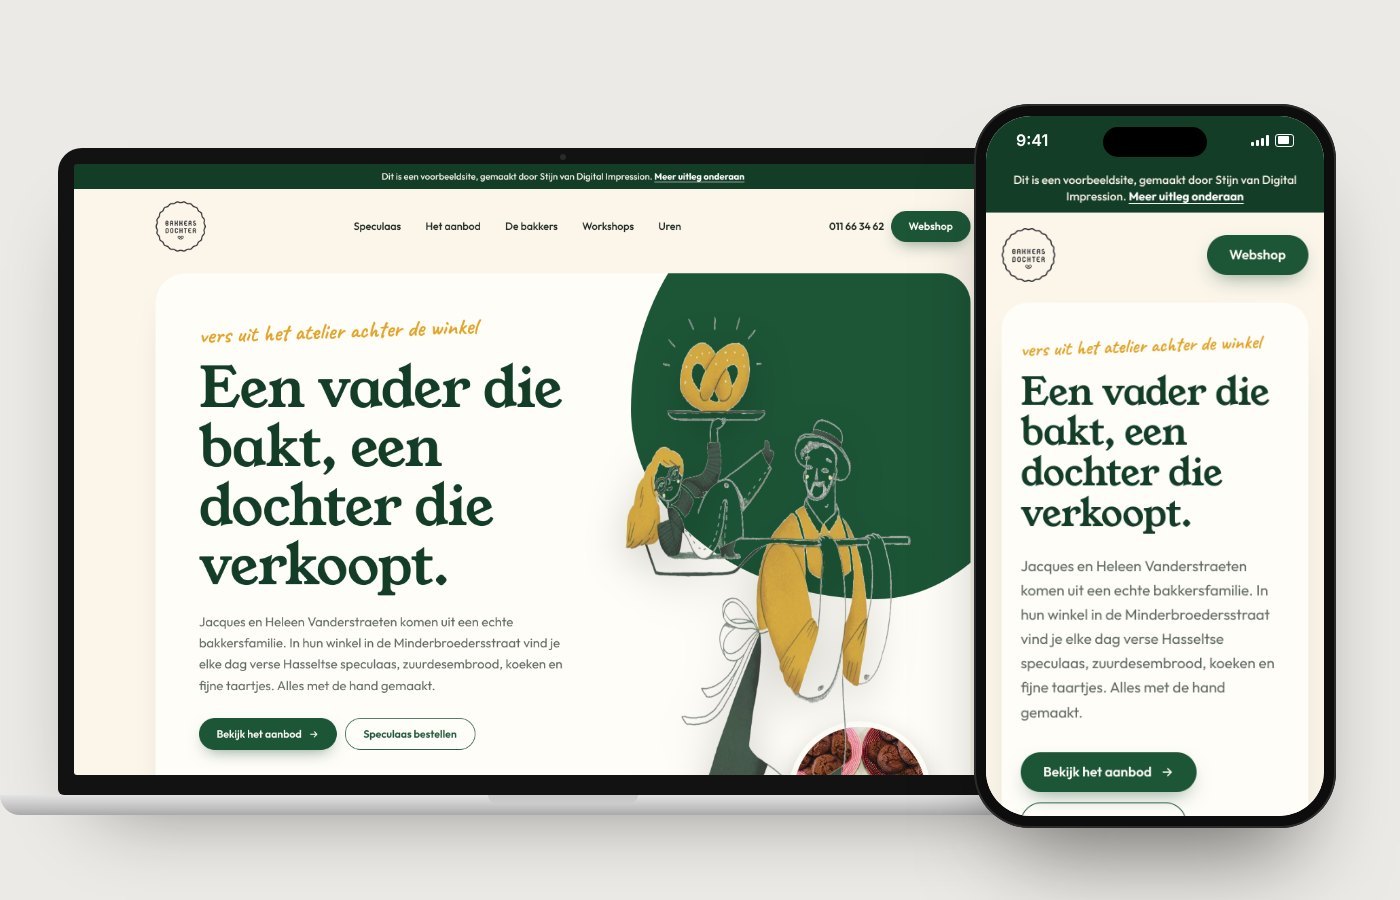 Dit is een voorbeeldsite, gemaakt door Stijn van Digital Impression. Meer uitleg onderaan
BAKKERS
DOCHTER
Speculaas Het aanbod De bakkers Workshops Uren 011 66 34 62 Webshop
vers uit het atelier achter de winkel
Een vader die
bakt, een
dochter die
verkoopt.
Jacques en Heleen Vanderstraeten komen uit een echte
bakkersfamilie. In hun winkel in de Minderbroedersstraat vind je
elke dag verse Hasseltse speculaas, zuurdesembrood, koeken en
fijne taartjes. Alles met de hand gemaakt.
Bekijk het aanbod → Speculaas bestellen
9:41
Dit is een voorbeeldsite, gemaakt door Stijn van Digital
Impression. Meer uitleg onderaan
BAKKERS
DOCHTER
Webshop
vers uit het atelier achter de winkel
Een vader die
bakt, een
dochter die
verkoopt.
Jacques en Heleen Vanderstraeten
komen uit een echte bakkersfamilie. In
hun winkel in de Minderbroedersstraat
vind je elke dag verse Hasseltse
speculaas, zuurdesembrood, koeken en
fijne taartjes. Alles met de hand
gemaakt.
Bekijk het aanbod →